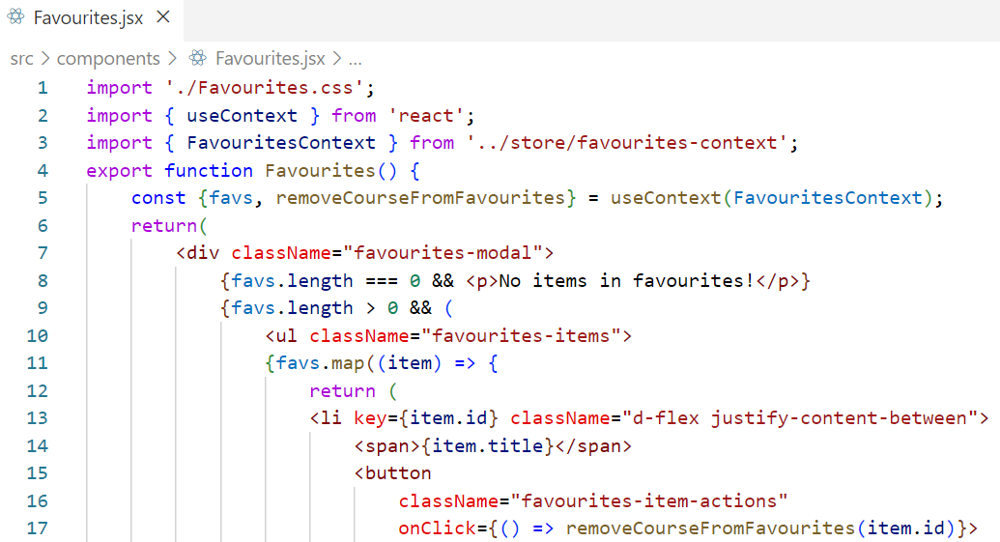 Favourites.jsx ×
src > components > Favourites.jsx > ...
1 import './Favourites.css';
2 import { useContext } from 'react';
3 import { FavouritesContext } from '../store/favourites-context';
4 export function Favourites() {
5     const {favs, removeCourseFromFavourites} = useContext(FavouritesContext);
6     return(
7         <div className="favourites-modal">
8             {favs.length === 0 && <p>No items in favourites!</p>}
9             {favs.length > 0 && (
10                 <ul className="favourites-items">
11                 {favs.map((item) => {
12                     return (
13                     <li key={item.id} className="d-flex justify-content-between">
14                         <span>{item.title}</span>
15                         <button
16                             className="favourites-item-actions"
17                             onClick={() => removeCourseFromFavourites(item.id)}>